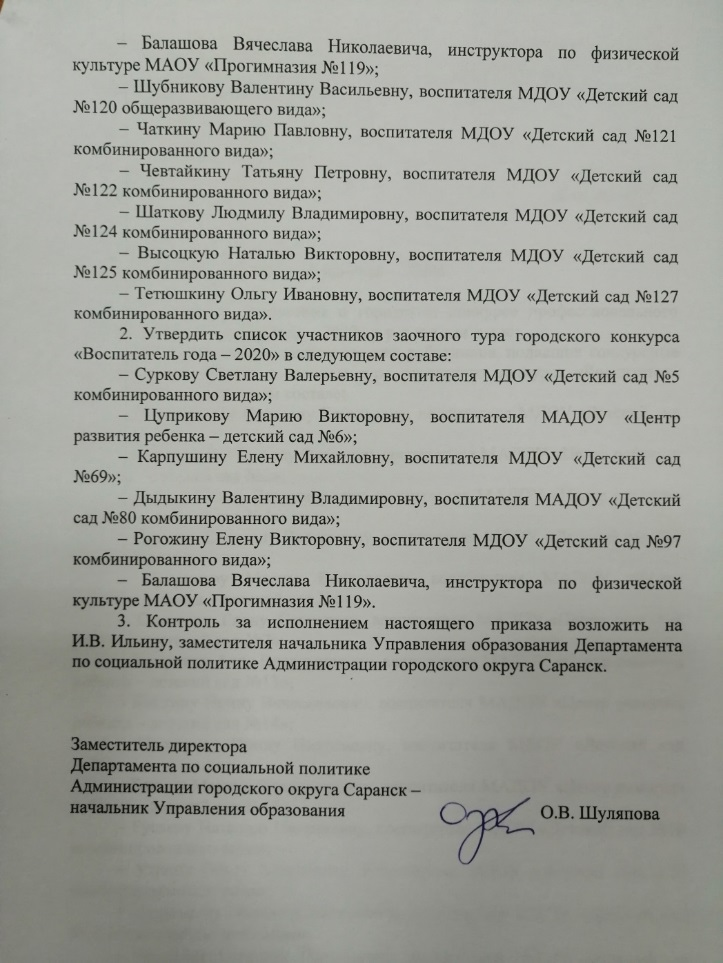 – Балашова Вячеслава Николаевича, инструктора по физической
культуре МАОУ «Прогимназия №119»;
– Шубникову Валентину Васильевну, воспитателя МДОУ «Детский сад
№120 общеразвивающего вида»;
– Чаткину Марию Павловну, воспитателя МДОУ «Детский сад №121
комбинированного вида»;
– Чевтайкину Татьяну Петровну, воспитателя МДОУ «Детский сад
№122 комбинированного вида»;
– Шаткову Людмилу Владимировну, воспитателя МДОУ «Детский сад
№124 комбинированного вида»;
– Высоцкую Наталью Викторовну, воспитателя МДОУ «Детский сад
№125 комбинированного вида»;
– Тетюшкину Ольгу Ивановну, воспитателя МДОУ «Детский сад №127
комбинированного вида».
2. Утвердить список участников заочного тура городского конкурса
«Воспитатель года – 2020» в следующем составе:
– Суркову Светлану Валерьевну, воспитателя МДОУ «Детский сад №5
комбинированного вида»;
– Цуприкову Марию Викторовну, воспитателя МАДОУ «Центр
развития ребенка – детский сад №6»;
– Карпушину Елену Михайловну, воспитателя МДОУ «Детский сад
№69»;
– Дыдыкину Валентину Владимировну, воспитателя МАДОУ «Детский
сад №80 комбинированного вида»;
– Рогожину Елену Викторовну, воспитателя МДОУ «Детский сад №97
комбинированного вида»;
– Балашова Вячеслава Николаевича, инструктора по физической
культуре МАОУ «Прогимназия №119».
3. Контроль за исполнением настоящего приказа возложить на
И.В. Ильину, заместителя начальника Управления образования Департамента
по социальной политике Администрации городского округа Саранск.
Заместитель директора
Департамента по социальной политике
Администрации городского округа Саранск –
начальник Управления образования О.В. Шуляпова